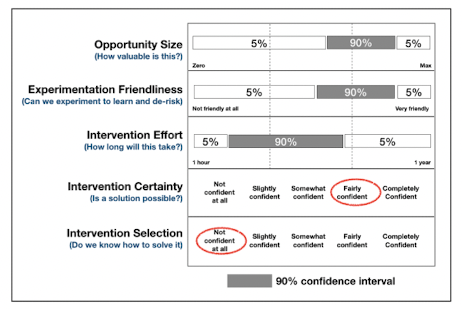 Opportunity Size
(How valuable is this?)
5% 90% 5%
Zero Max
Experimentation Friendliness
(Can we experiment to learn and de-risk)
5% 90% 5%
Not friendly at all Very friendly
Intervention Effort
(How long will this take?)
5% 90% 5%
1 hour 1 year
Intervention Certainty
(Is a solution possible?)
Not confident at all
Slightly confident
Somewhat confident
Fairly confident
Completely Confident
Intervention Selection
(Do we know how to solve it)
Not confident at all
Slightly confident
Somewhat confident
Fairly confident
Completely Confident
90% confidence interval